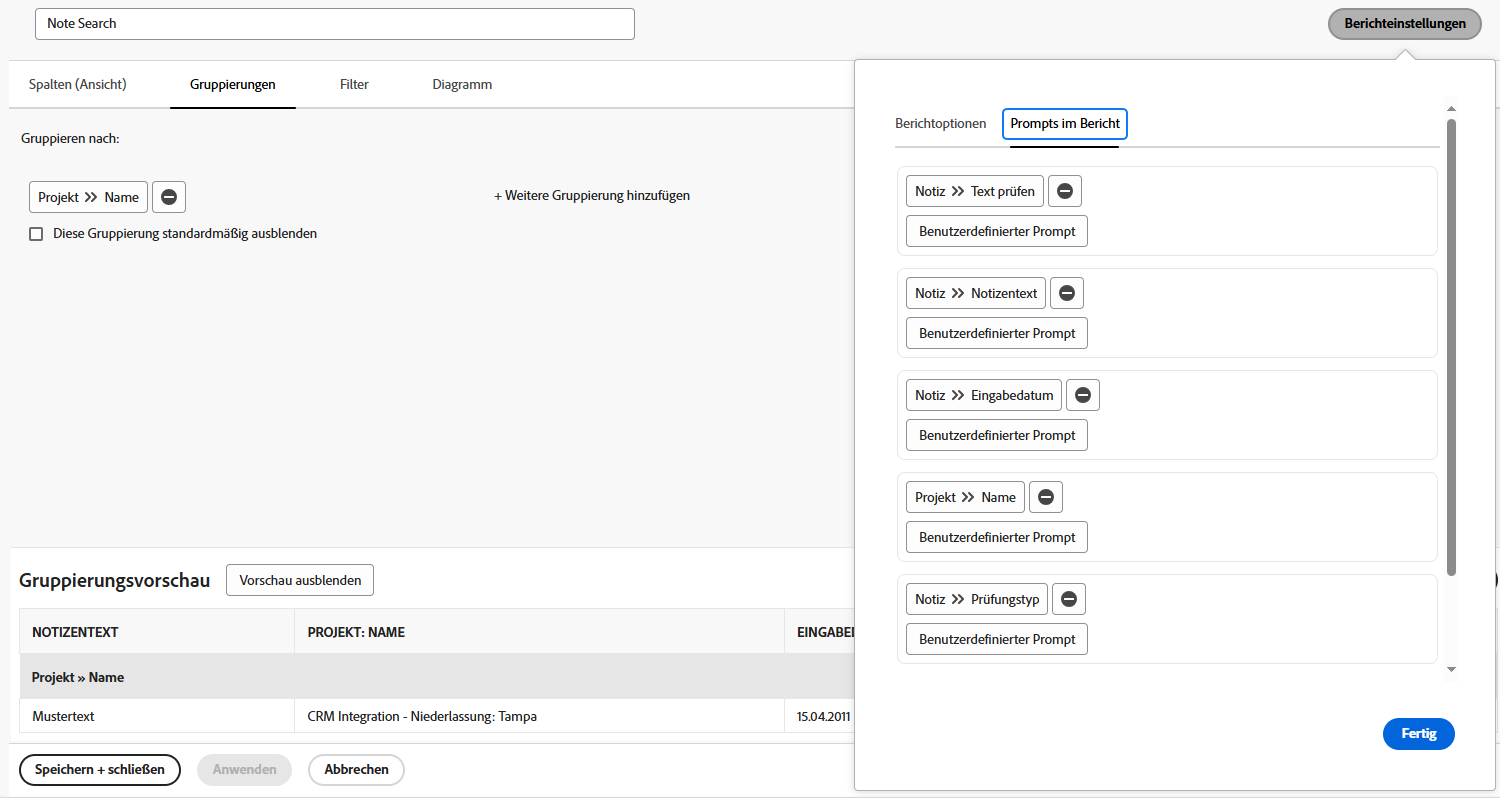 Note Search
Berichteinstellungen
Spalten (Ansicht) Gruppierungen Filter Diagramm
Gruppieren nach:
Projekt » Name
+ Weitere Gruppierung hinzufügen
Diese Gruppierung standardmäßig ausblenden
Gruppierungsvorschau Vorschau ausblenden
NOTIZENTEXT PROJEKT: NAME
Projekt » Name
Mustertext CRM Integration - Niederlassung: Tampa 15.04.2011
Speichern + schließen Anwenden Abbrechen
Berichtoptionen Prompts im Bericht
Notiz » Text prüfen
Benutzerdefinierter Prompt
Notiz » Notizentext
Benutzerdefinierter Prompt
Notiz » Eingabedatum
Benutzerdefinierter Prompt
Projekt » Name
Benutzerdefinierter Prompt
Notiz » Prüfungstyp
Benutzerdefinierter Prompt
Fertig